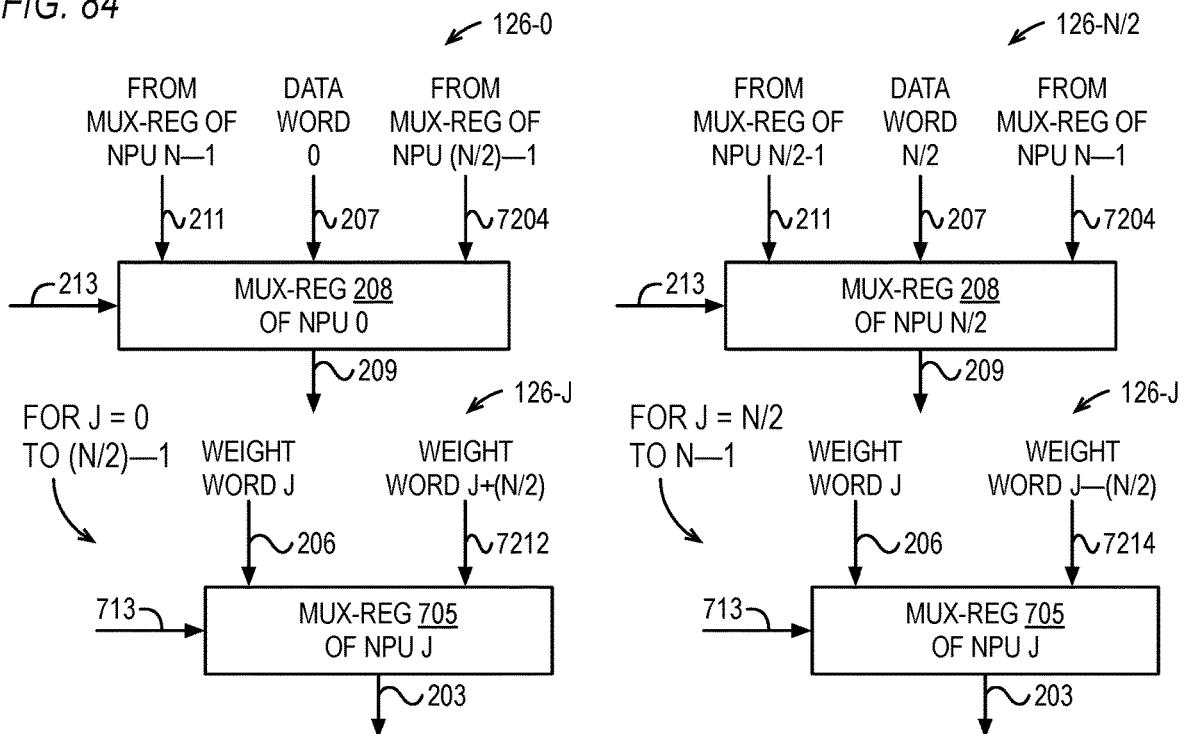 FIG. 84
126-0
126-N/2
FROM
MUX-REG OF
NPU N—1
DATA
WORD
0
FROM
MUX-REG OF
NPU (N/2)—1
FROM
MUX-REG OF
NPU N/2-1
DATA
WORD
N/2
FROM
MUX-REG OF
NPU N—1
211
207
7204
211
207
7204
213
MUX-REG 208
OF NPU 0
213
MUX-REG 208
OF NPU N/2
209
209
126-J
126-J
FOR J = 0
TO (N/2)—1
WEIGHT
WORD J
WEIGHT
WORD J+(N/2)
FOR J = N/2
TO N—1
WEIGHT
WORD J
WEIGHT
WORD J—(N/2)
206
7212
206
7214
713
MUX-REG 705
OF NPU J
713
MUX-REG 705
OF NPU J
203
203